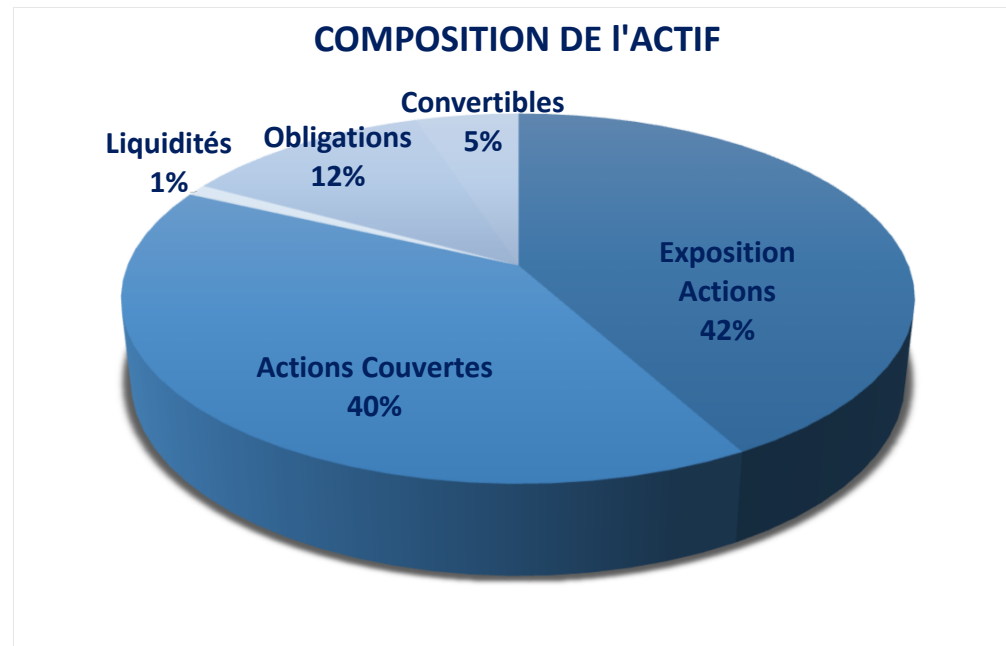 COMPOSITION DE l'ACTIF
Convertibles
5%
Obligations
12%
Liquidités
1%
Exposition
Actions
42%
Actions Couvertes
40%